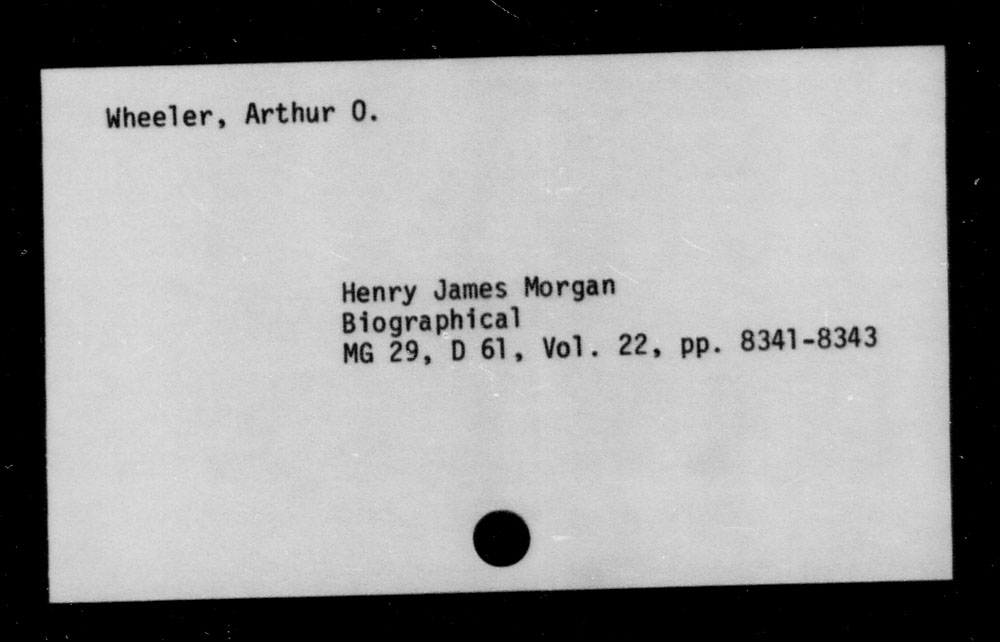 Wheeler, Arthur O.
Henry James Morgan
Biographical
MG 29, D 61, Vol. 22, pp. 8341-8343